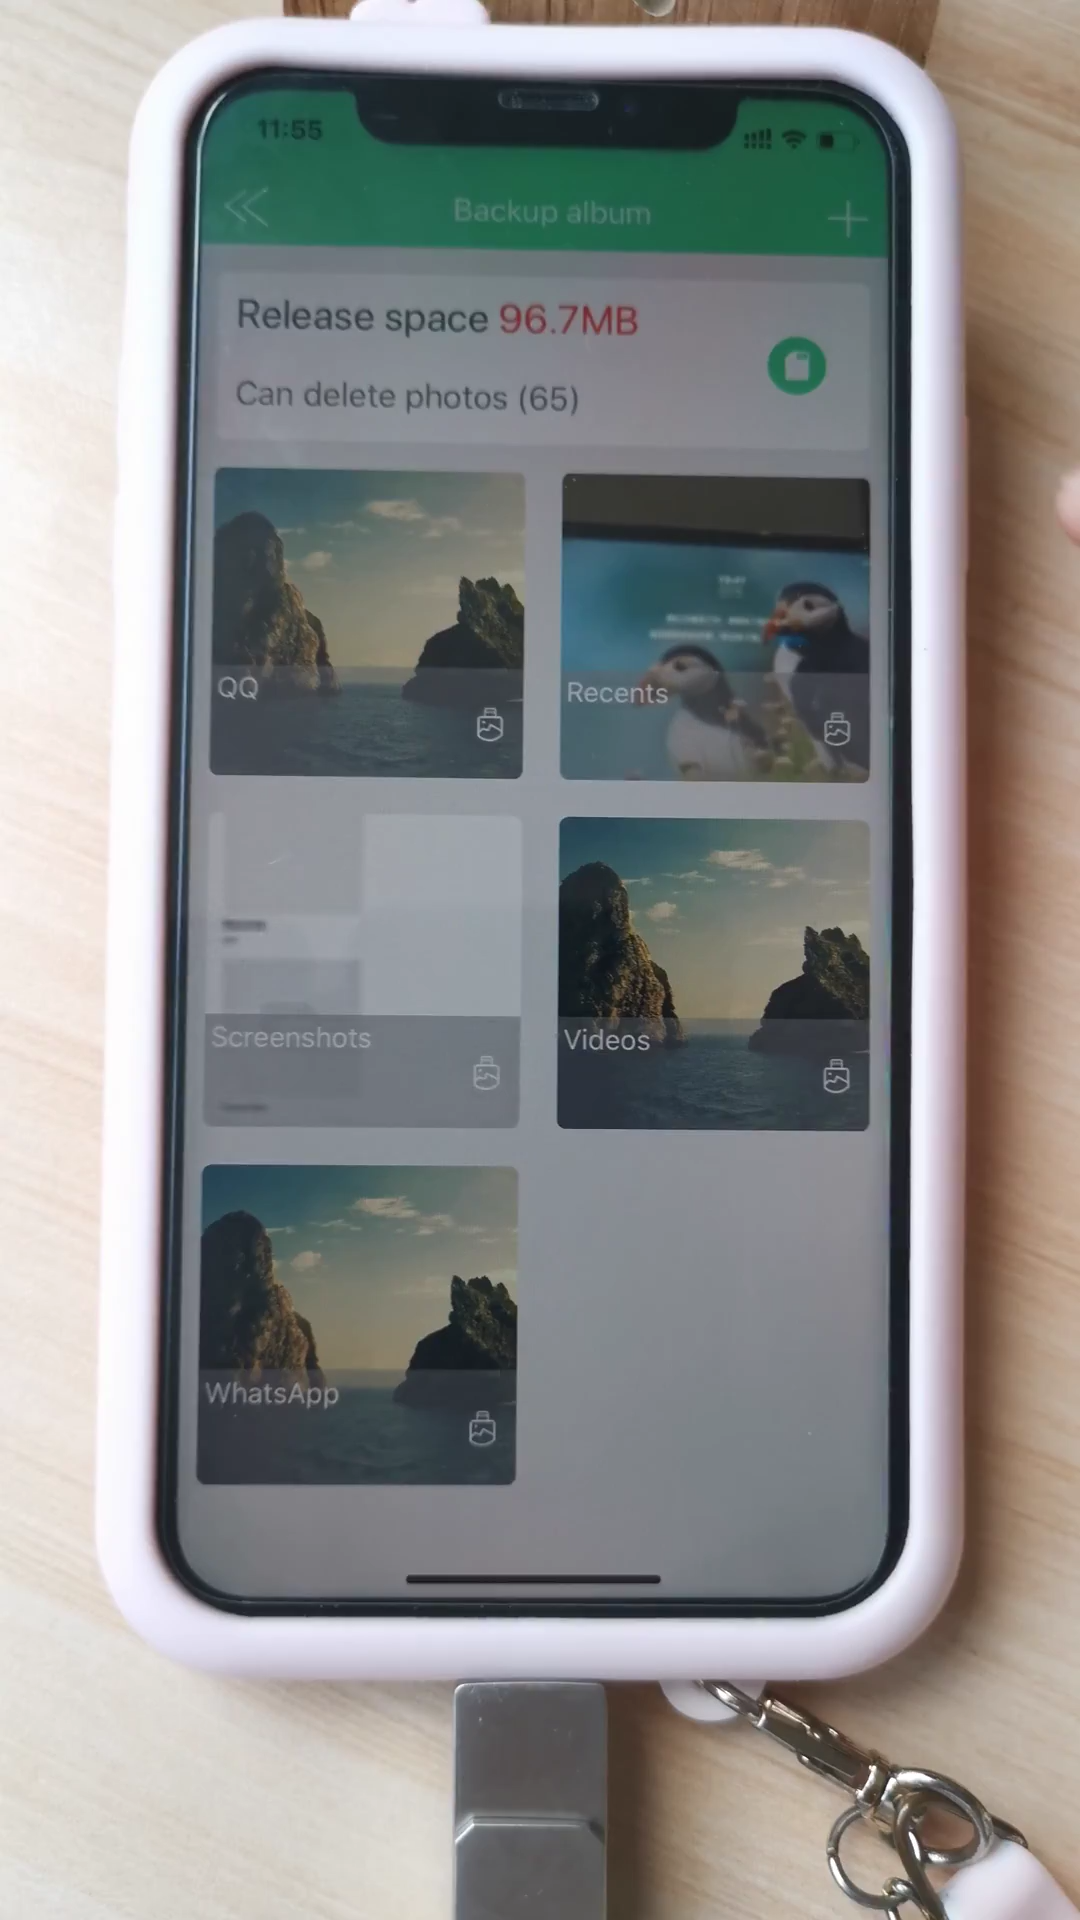 11:55
Backup album
Release space 96.7MB
Can delete photos (65)
QQ
Recents
Screenshots
Videos
WhatsApp